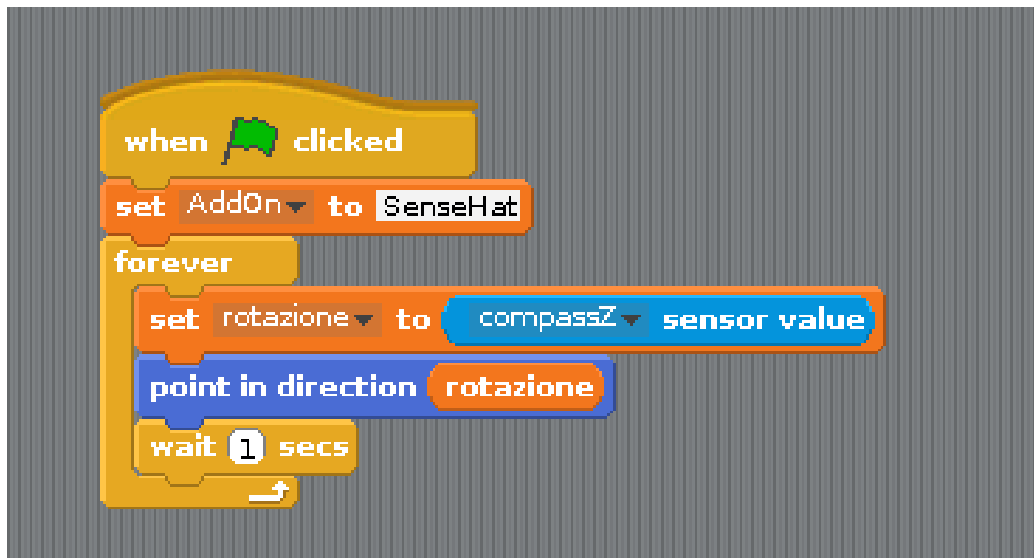 when clicked
set AddOn to SenseHat
forever
set rotazione to compassZ sensor value
point in direction rotazione
wait 1 secs